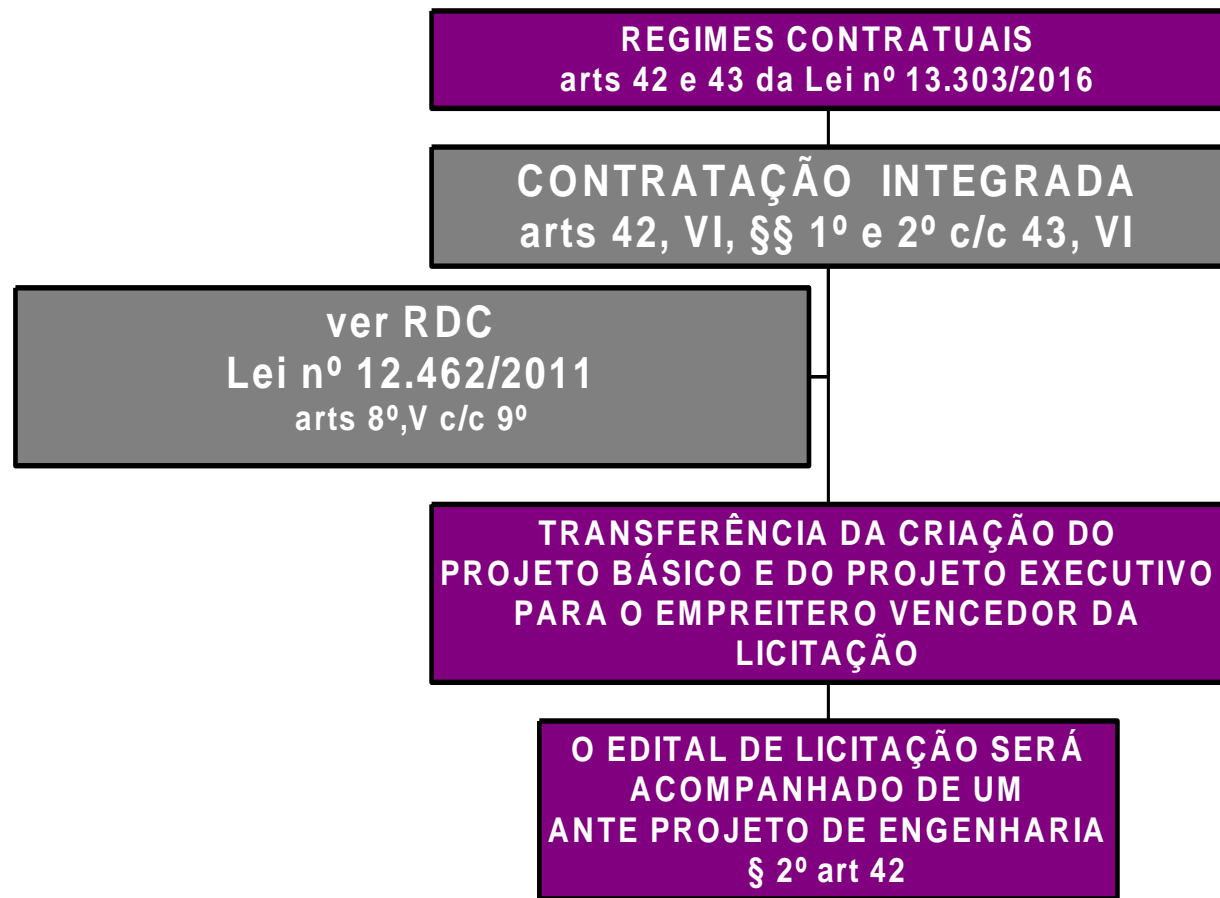 REGIMES CONTRATUAIS
arts 42 e 43 da Lei nº 13.303/2016
CONTRATAÇÃO INTEGRADA
arts 42, VI, §§ 1º e 2º c/c 43, VI
ver RDC
Lei nº 12.462/2011
arts 8º,V c/c 9º
TRANSFERÊNCIA DA CRIAÇÃO DO
PROJETO BÁSICO E DO PROJETO EXECUTIVO
PARA O EMPREITERO VENCEDOR DA
LICITAÇÃO
O EDITAL DE LICITAÇÃO SERÁ
ACOMPANHADO DE UM
ANTE PROJETO DE ENGENHARIA
§ 2º art 42